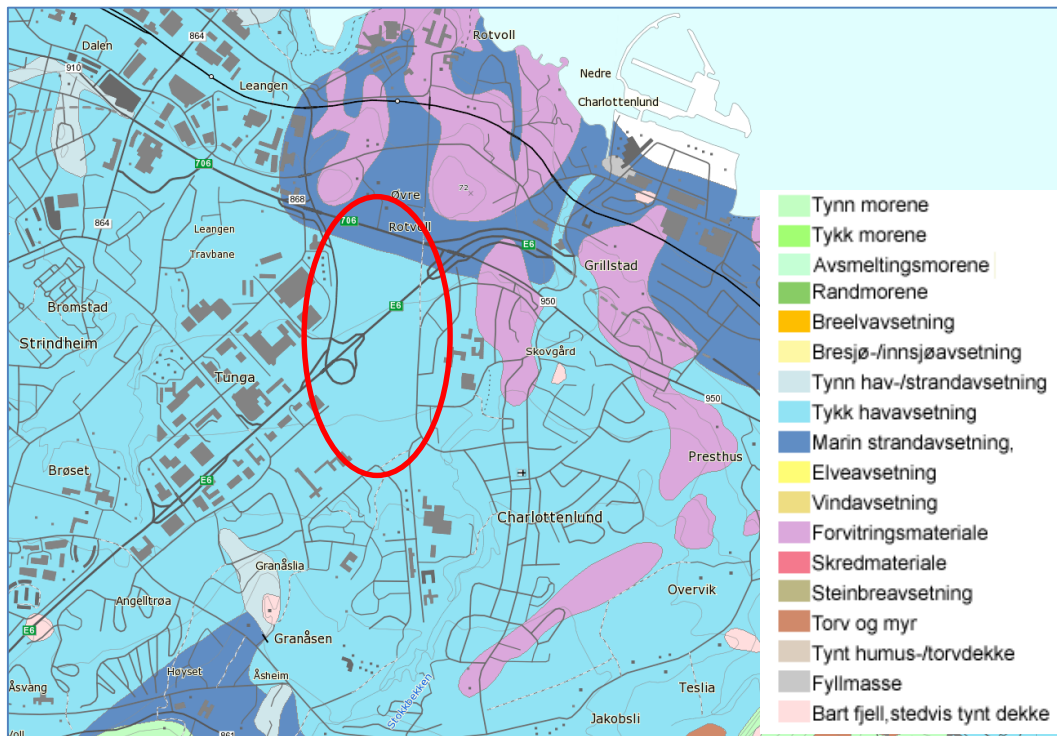 864
Rotvoll
Dalen
910
Leangen
Nedre
Charlottenlund
706
868
Øvre
72
Rotvoll
706
864
Leangen
Travbane
E6
Grillstad
E6
950
Bromstad
Strindheim
Skovgård
Tunga
950
Brøset
Presthus
E6
Charlottenlund
Granåslia
Overvik
Angelltrøa
E6
Granåsen
Høyset
Åsheim
Åsvang
Teslia
Stokkbekken
Jakobsli
861
Tynn morene
Tykk morene
Avsmeltingsmorene
Randmorene
Breelvavsetning
Bresjø-/innsjøavsetning
Tynn hav-/strandavsetning
Tykk havavsetning
Marin strandavsetning,
Elveavsetning
Vindavsetning
Forvitringsmateriale
Skredmateriale
Steinbreavsetning
Torv og myr
Tynt humus-/torvdekke
Fyllmasse
Bart fjell,stedvis tynt dekke